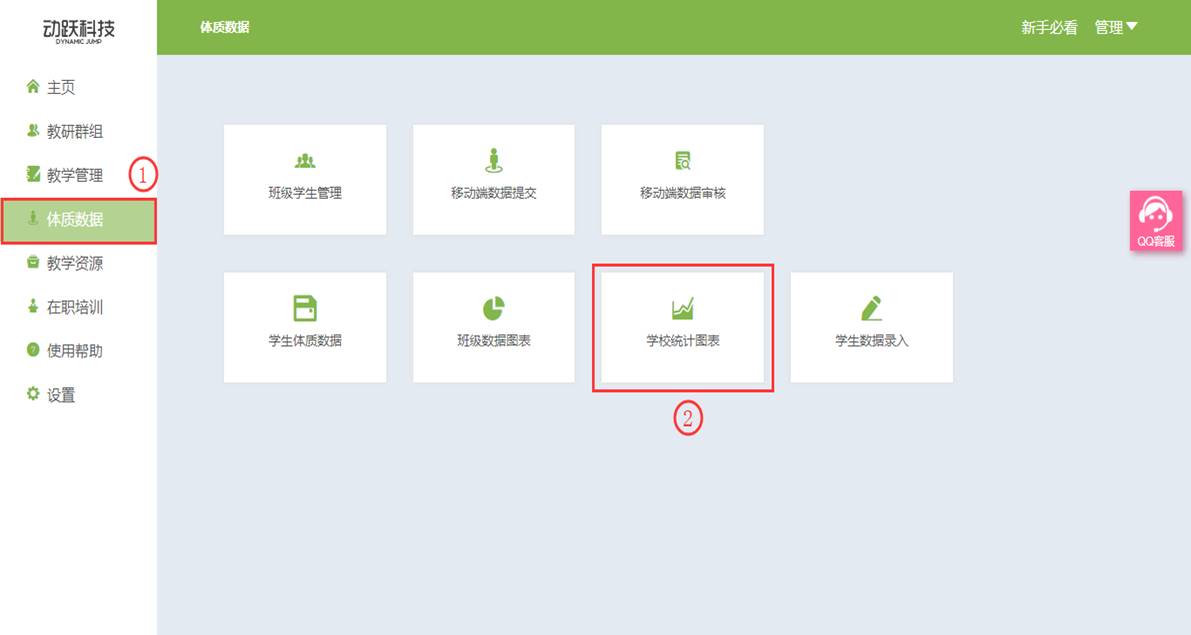 动跃科技
DYNAMIC JUMP
体质数据
新手必看 管理
主页
教研群组
教学管理
1
体质数据
教学资源
在职培训
使用帮助
设置
班级学生管理
移动端数据提交
移动端数据审核
学生体质数据
班级数据图表
学校统计图表
学生数据录入
2
QQ客服